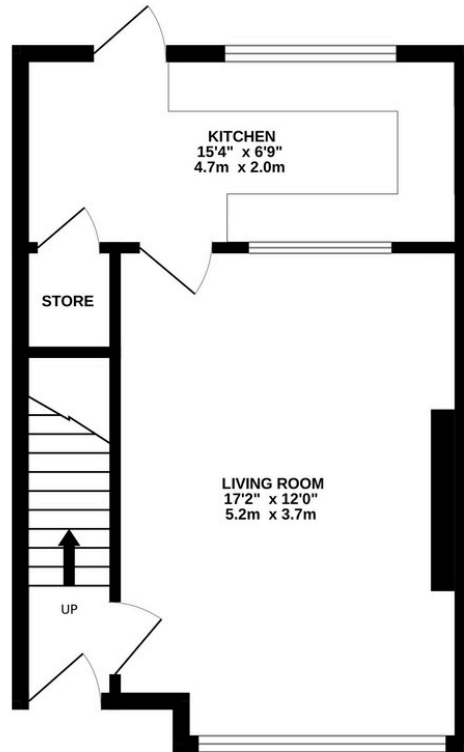 KITCHEN
15'4" x 6'9"
4.7m x 2.0m
STORE
LIVING ROOM
17'2" x 12'0"
5.2m x 3.7m
UP